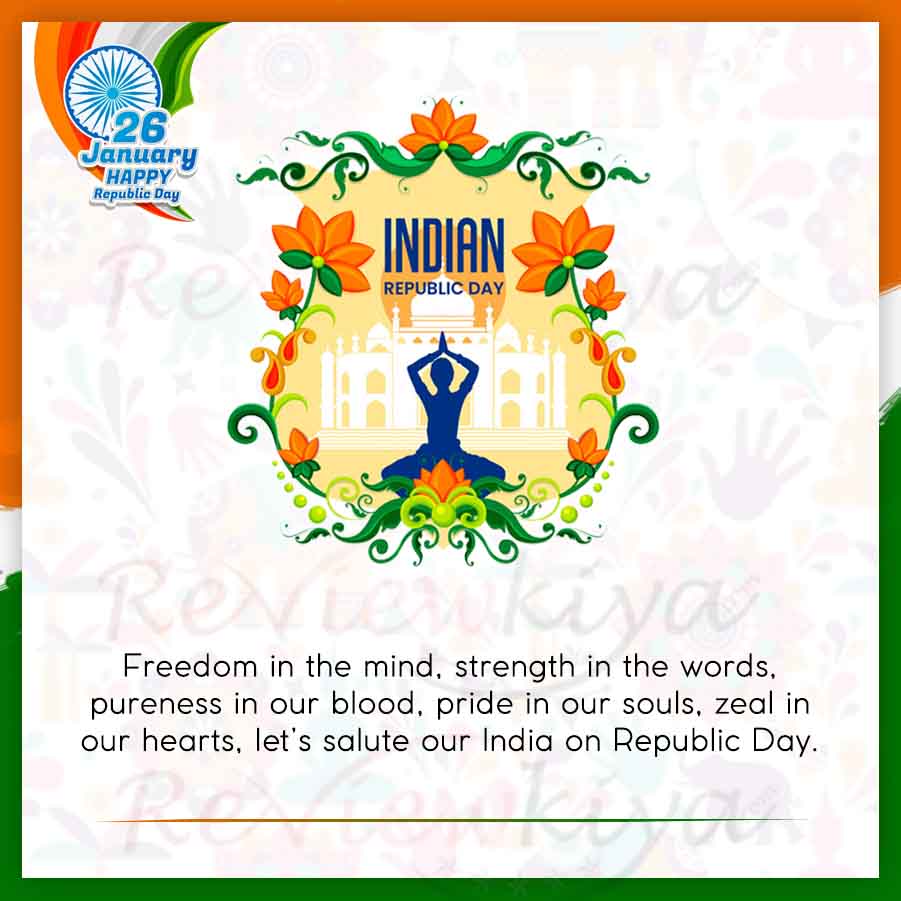 26
January
HAPPY
Republic Day
INDIAN
REPUBLIC DAY
Reviewkiya
Reviewkiya
Freedom in the mind, strength in the words,
pureness in our blood, pride in our souls, zeal in
our hearts, let's salute our India on Republic Day.
Reviewkiya